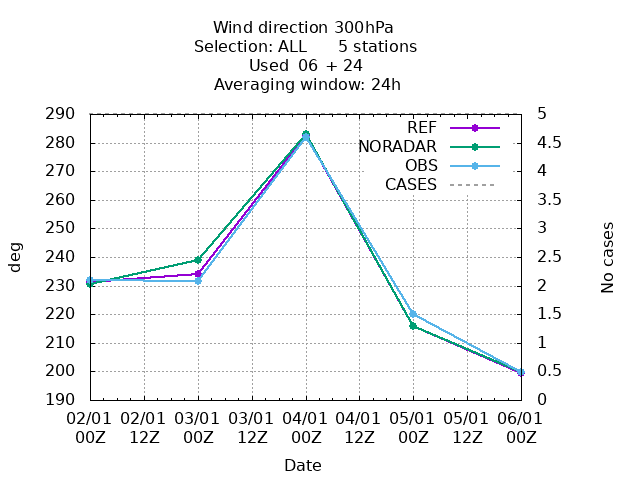 Wind direction 300hPa
Selection: ALL 5 stations
Used 06 + 24
Averaging window: 24h
290 5
REF
280 4.5
NORADAR
OBS
270 4
CASES
260 3.5
250 3
deg
No cases
240 2.5
230 2
220 1.5
210 1
200 0.5
190 0
02/01 02/01 03/01 03/01 04/01 04/01 05/01 05/01 06/01
00Z 12Z 00Z 12Z 00Z 12Z 00Z 12Z 00Z
Date